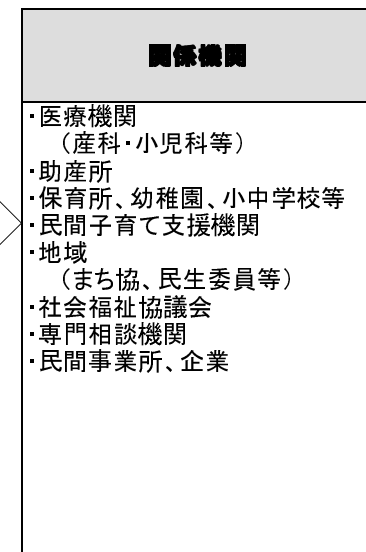 関係機関
・医療機関
（産科・小児科等）
・助産所
・保育所、幼稚園、小中学校等
・民間子育て支援機関
・地域
（まち協、民生委員等）
・社会福祉協議会
・専門相談機関
・民間事業所、企業